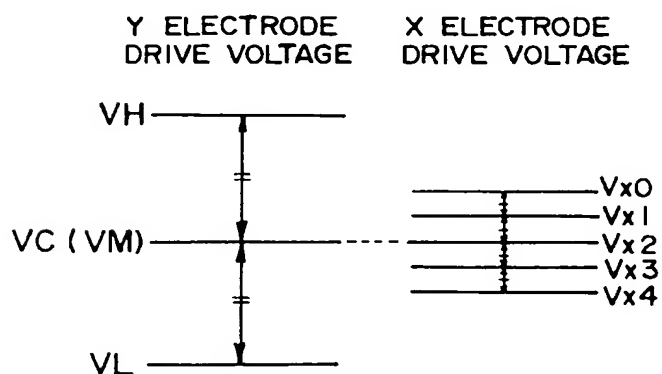 Y ELECTRODE
DRIVE VOLTAGE
X ELECTRODE
DRIVE VOLTAGE
VH
VC (VM)
VL
Vx0
Vx1
Vx2
Vx3
Vx4